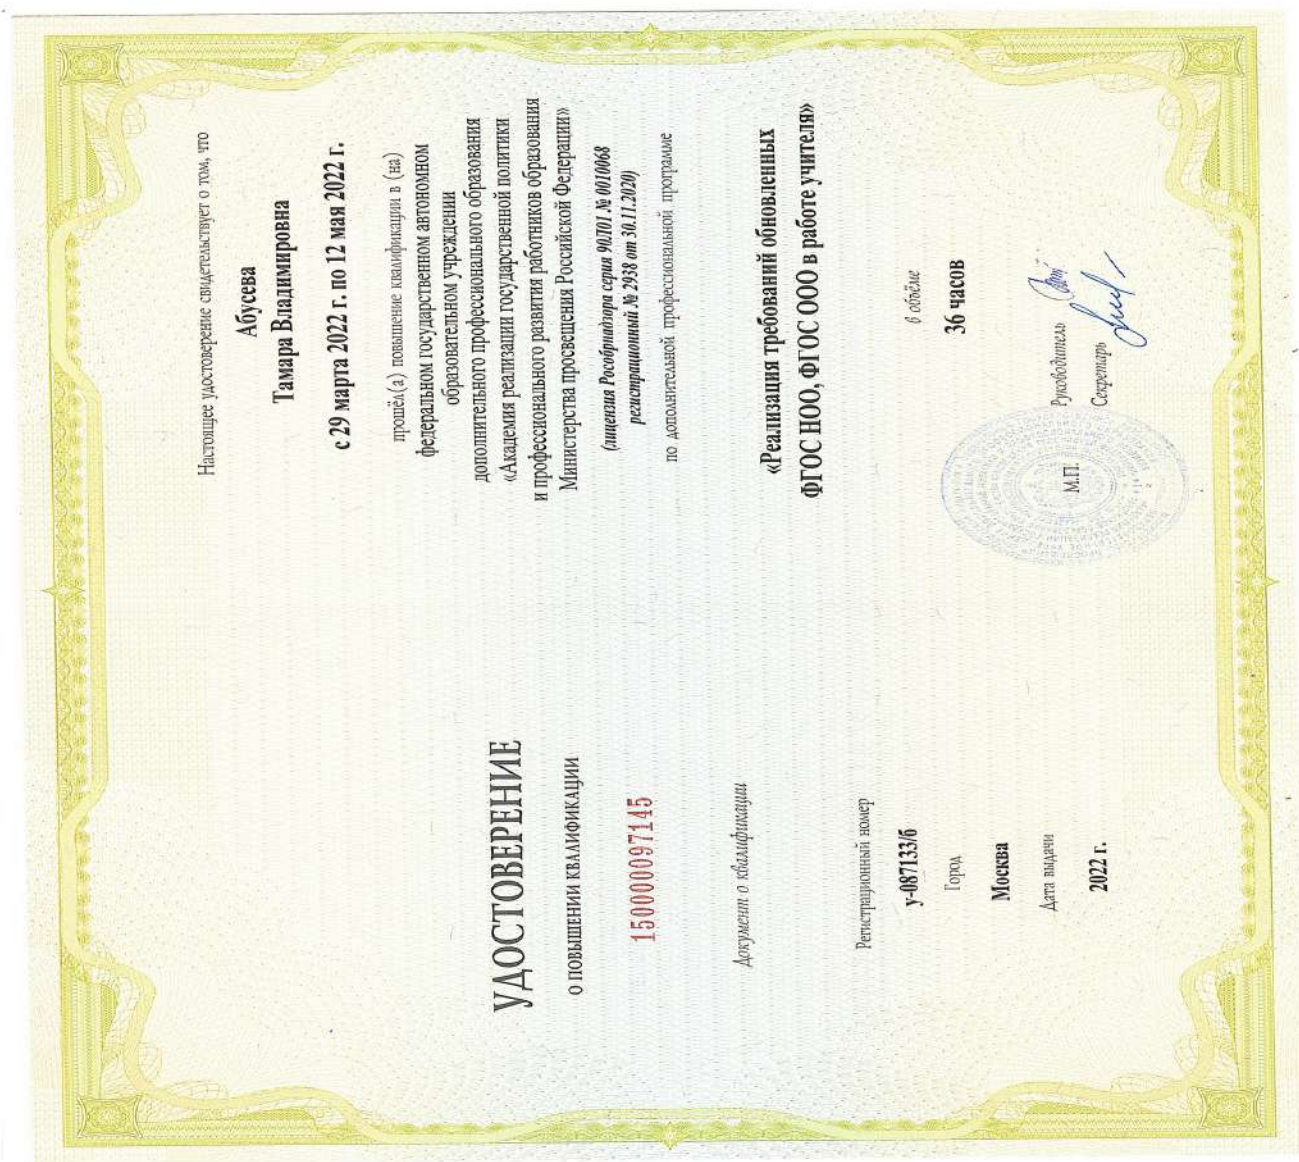 УДОСТОВЕРЕНИЕ
О ПОВЫШЕНИИ КВАЛИФИКАЦИИ
150000097145
Документ о квалификации
Регистрационный номер
у-087133/б
Город
Москва
Дата выдачи
2022 г.
Настоящее удостоверение свидетельствует о том, что
Абусева
Тамара Владимировна
с 29 марта 2022 г. по 12 мая 2022 г.
прошёл(а) повышение квалификации в (на)
федеральном государственном автономном
образовательном учреждении
дополнительного профессионального образования
«Академия реализации государственной политики
и профессионального развития работников образования
Министерства просвещения Российской Федерации»
(лицензия Рособрнадзора серия 90Л01 № 0010068
регистрационный № 2938 от 30.11.2020)
по дополнительной профессиональной программе
«Реализация требований обновленных
ФГОС НОО, ФГОС ООО в работе учителя»
в объёме
36 часов
Руководитель
М.П.
Секретарь